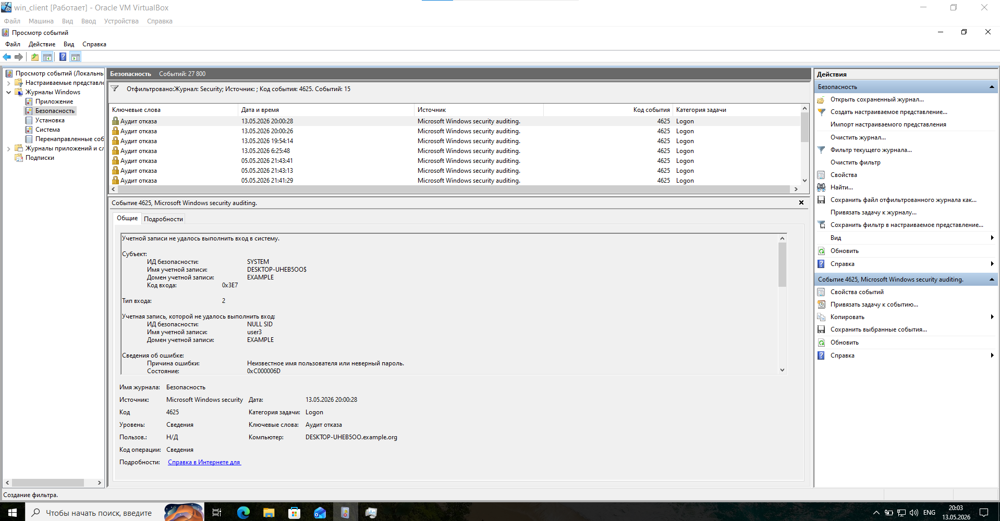 win_client [Работает] - Oracle VM VirtualBox
Файл Машина Вид Ввод Устройства Справка
Просмотр событий
Файл Действие Вид Справка
Просмотр событий (Локальнь
Настраиваемые представле
Журналы Windows
Приложение
Безопасность
Установка
Система
Перенаправленные соб
Журналы приложений и сл
Подписки
Безопасность Событий: 27 800
Отфильтровано:Журнал: Security; Источник: ; Код события: 4625. Событий: 15
Ключевые слова Дата и время Источник Код события Категория задачи
Аудит отказа 13.05.2026 20:00:28 Microsoft Windows security auditing. 4625 Logon
Аудит отказа 13.05.2026 20:00:26 Microsoft Windows security auditing. 4625 Logon
Аудит отказа 13.05.2026 19:54:14 Microsoft Windows security auditing. 4625 Logon
Аудит отказа 13.05.2026 6:25:48 Microsoft Windows security auditing. 4625 Logon
Аудит отказа 05.05.2026 21:43:41 Microsoft Windows security auditing. 4625 Logon
Аудит отказа 05.05.2026 21:43:13 Microsoft Windows security auditing. 4625 Logon
Аудит отказа 05.05.2026 21:41:29 Microsoft Windows security auditing. 4625 Logon
Событие 4625, Microsoft Windows security auditing.
Общие Подробности
Учетной записи не удалось выполнить вход в систему.
Субъект:
ИД безопасности: SYSTEM
Имя учетной записи: DESKTOP-UHEB5OO$
Домен учетной записи: EXAMPLE
Код входа: 0x3E7
Тип входа: 2
Учетная запись, которой не удалось выполнить вход:
ИД безопасности: NULL SID
Имя учетной записи: user3
Домен учетной записи: EXAMPLE
Сведения об ошибке:
Причина ошибки: Неизвестное имя пользователя или неверный пароль.
Состояние: 0xC000006D
Имя журнала: Безопасность
Источник: Microsoft Windows security Дата: 13.05.2026 20:00:28
Код 4625 Категория задачи: Logon
Уровень: Сведения Ключевые слова: Аудит отказа
Пользов.: Н/Д Компьютер: DESKTOP-UHEB5OO.example.org
Код операции: Сведения
Подробности: Справка в Интернете для
Действия
Безопасность
Открыть сохраненный журнал...
Создать настраиваемое представление...
Импорт настраиваемого представления
Очистить журнал...
Фильтр текущего журнала...
Очистить фильтр
Свойства
Найти...
Сохранить файл отфильтрованного журнала как...
Привязать задачу к журналу...
Сохранить фильтр в настраиваемое представление...
Вид
Обновить
Справка
Событие 4625, Microsoft Windows security auditing.
Свойства событий
Привязать задачу к событию...
Копировать
Сохранить выбранные события...
Обновить
Справка
Создание фильтра.
Чтобы начать поиск, введите
ENG
20:03
13.05.2026